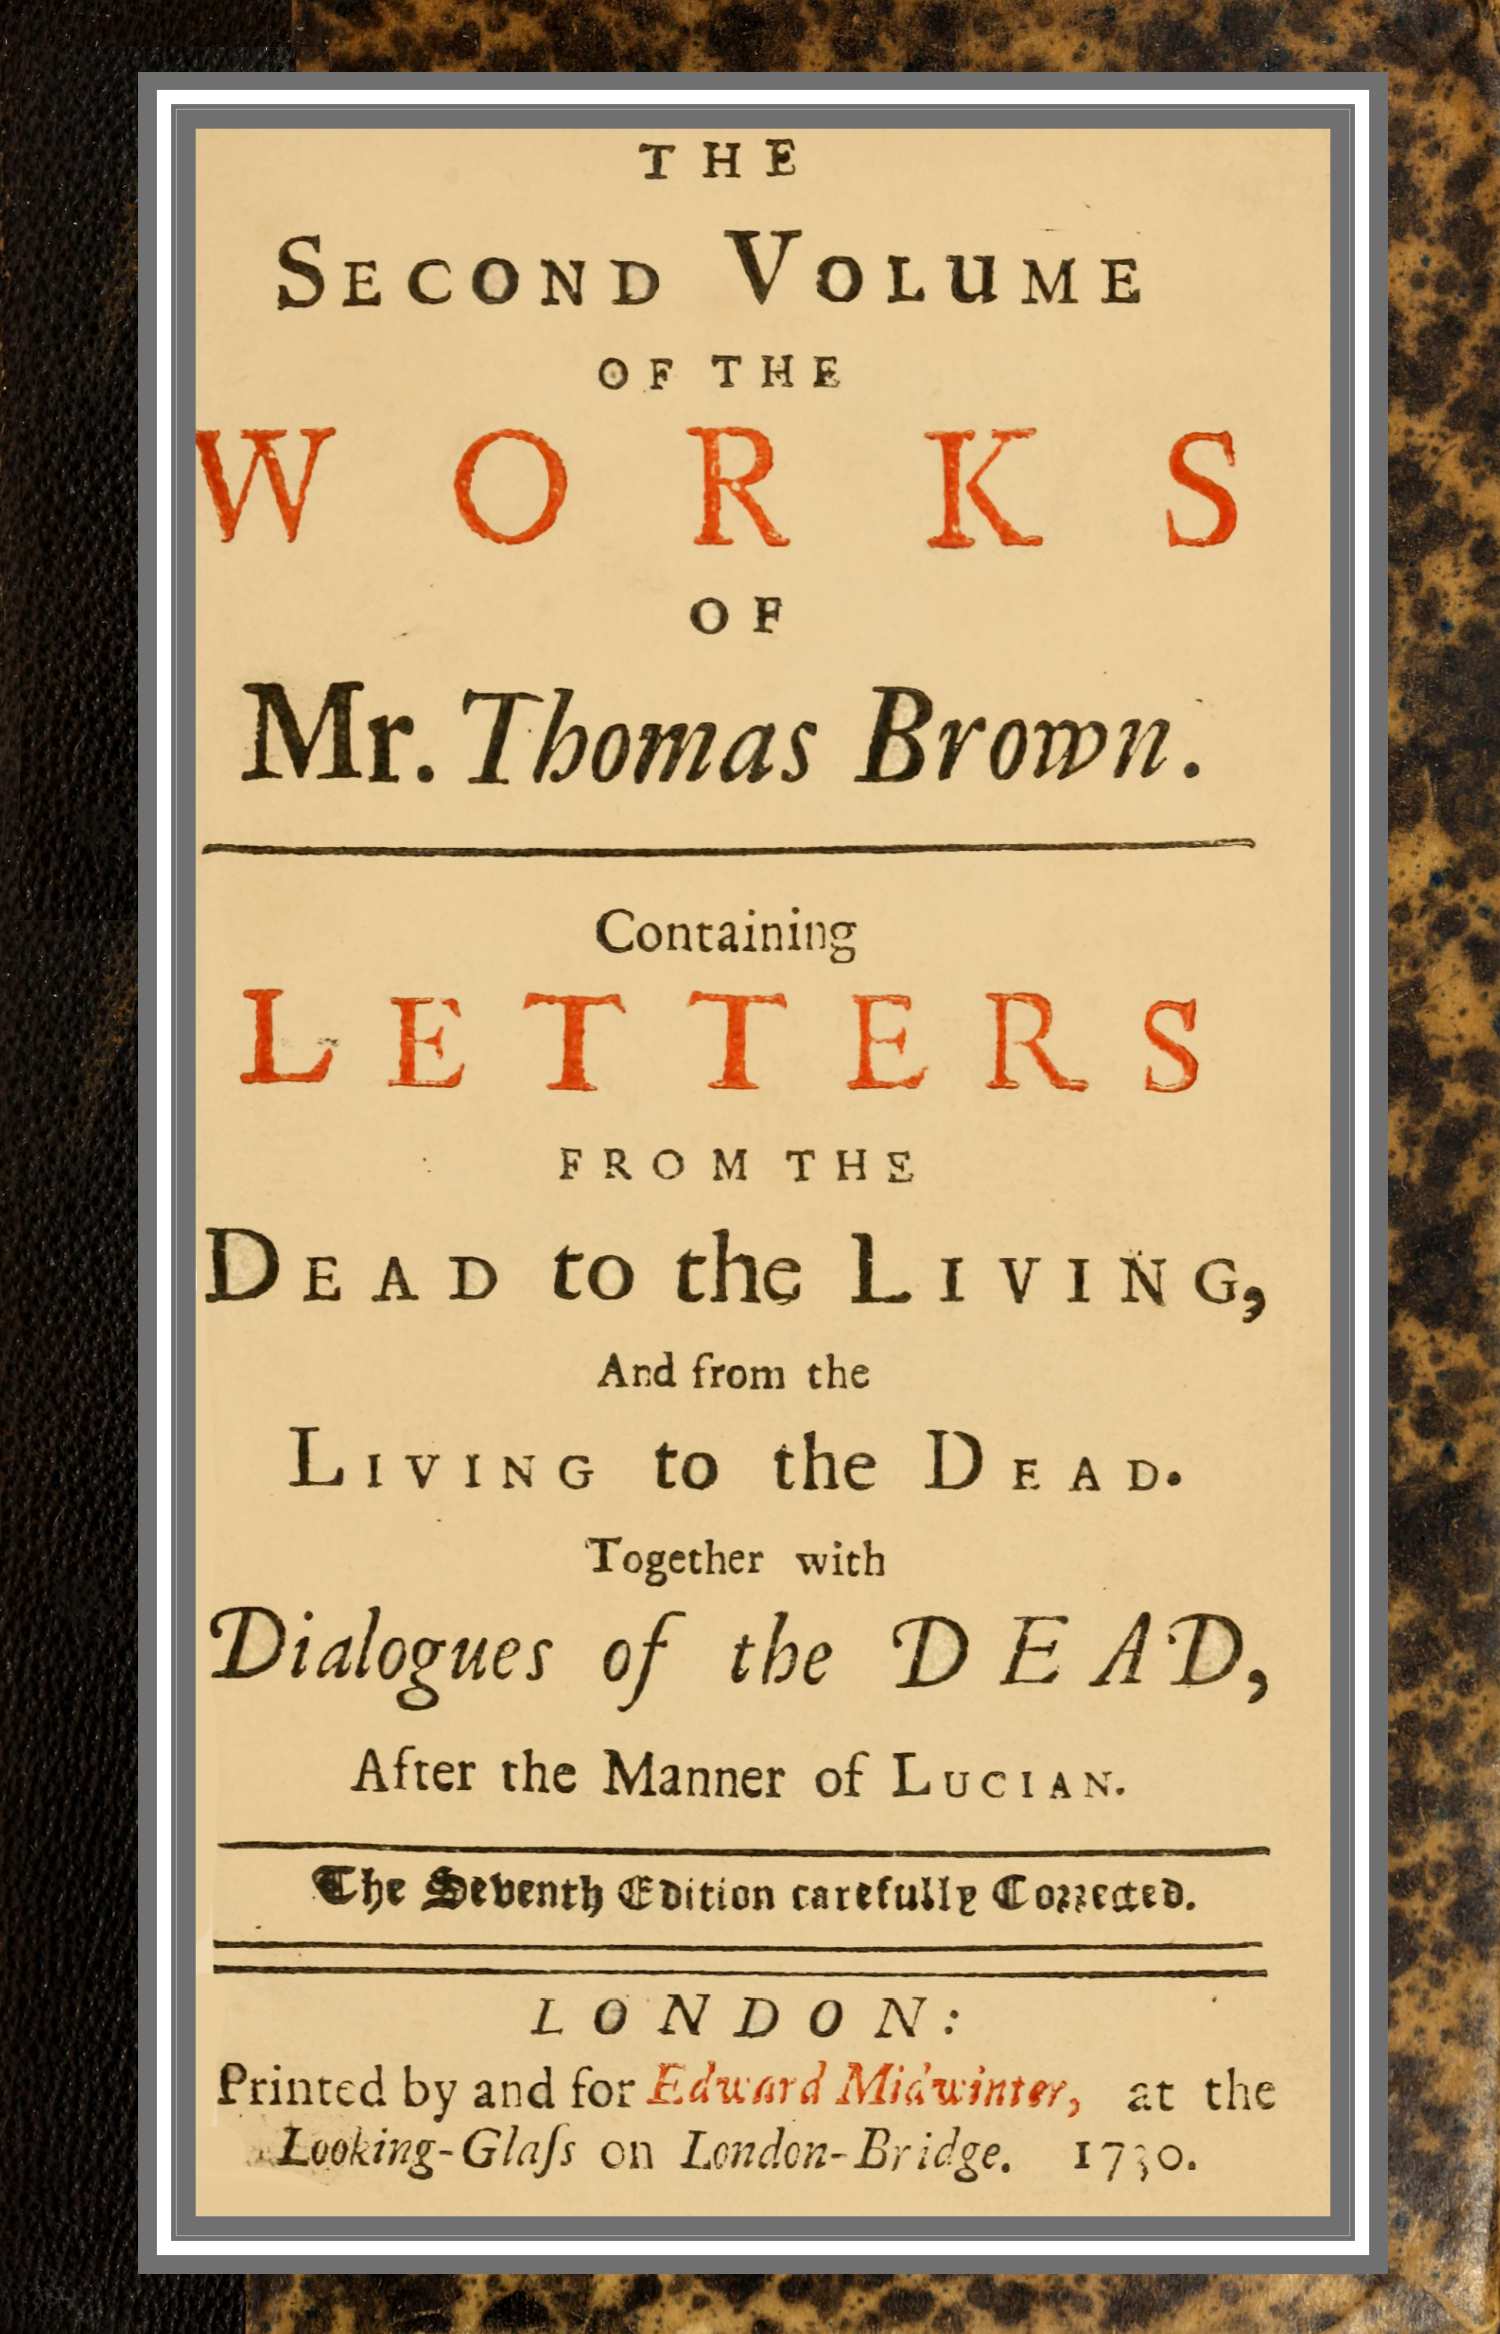 THE
SECOND VOLUME
OF THE
WORKS
OF
Mr. Thomas Brown.
Containing
LETTERS
FROM THE
DEAD to the LIVING,
And from the
LIVING to the DEAD.
Together with
Dialogues of the DEAD,
After the Manner of LUCIAN.
The Seventh Edition carefully Corrected.
LONDON:
Printed by and for Edward Midwinter, at the
Looking-Glaſs on London-Bridge. 1730.